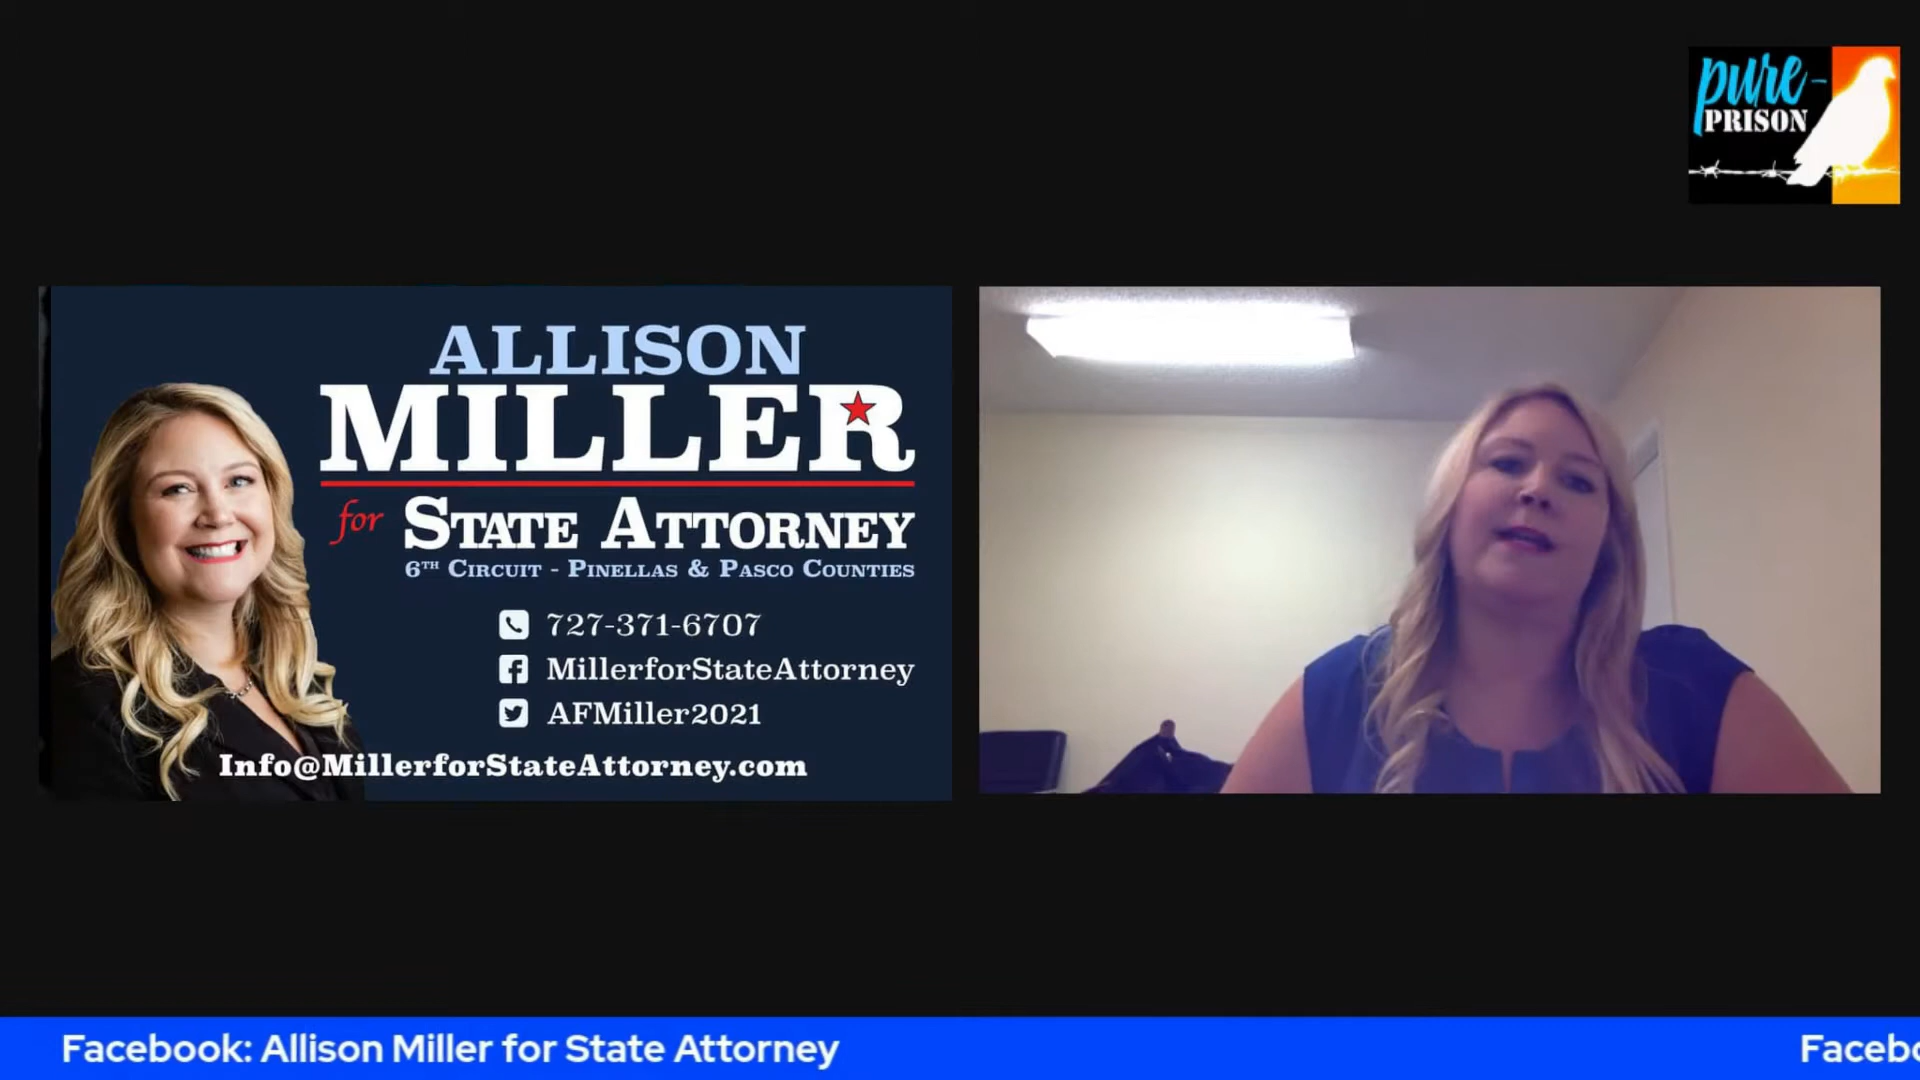 pure-
PRISON
ALLISON
MILLER
for STATE ATTORNEY
6TH CIRCUIT - PINELLAS & PASCO COUNTIES
727-371-6707
MillerforStateAttorney
AFMiller2021
Info@MillerforStateAttorney.com
Facebook: Allison Miller for State Attorney
Facebo